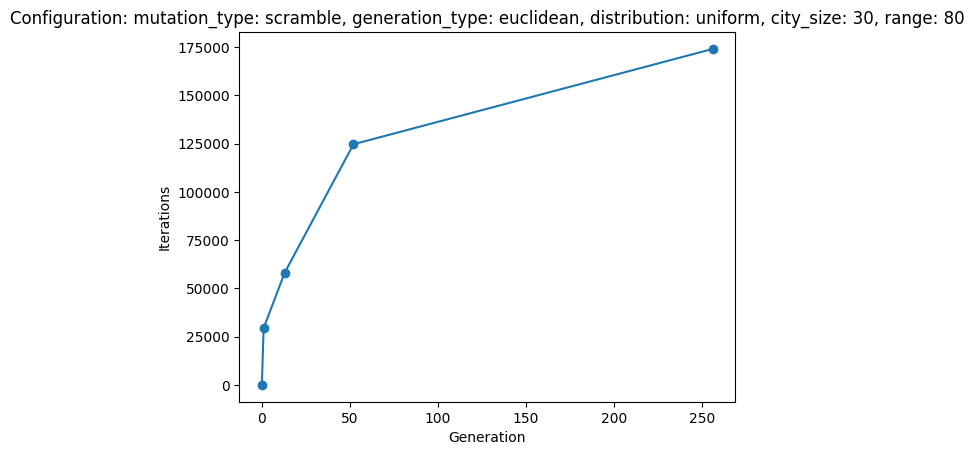 Configuration: mutation_type: scramble, generation_type: euclidean, distribution: uniform, city_size: 30, range: 80
175000
150000
125000
100000
75000
50000
25000
0
Iterations
0 50 100 150 200 250
Generation